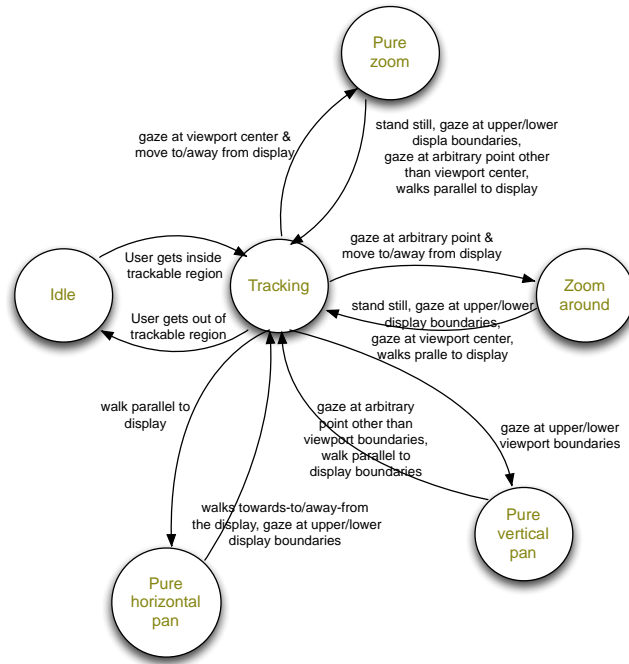 Pure
zoom
gaze at viewport center &
move to/away from display
stand still, gaze at upper/lower
displa boundaries,
gaze at arbitrary point other
than viewport center,
walks parallel to display
User gets inside
trackable region
Idle
User gets out of
trackable region
Tracking
gaze at arbitrary point &
move to/away from display
Zoom
around
stand still, gaze at upper/lower
display boundaries,
gaze at viewport center,
walks pralle to display
walk parallel to
display
gaze at arbitrary
point other than
viewport boundaries,
walk parallel to
display boundaries
gaze at upper/lower
viewport boundaries
walks towards-to/away-from
the display, gaze at upper/lower
display boundaries
Pure
vertical
pan
Pure
horizontal
pan